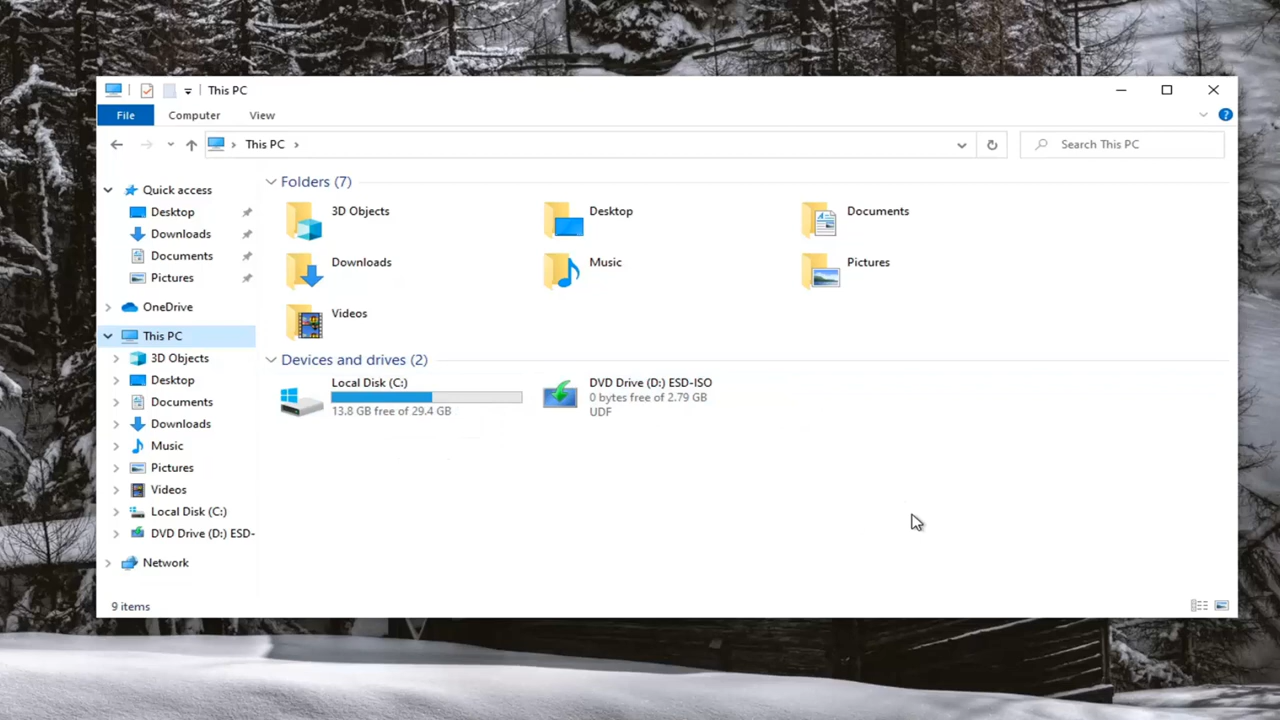 This PC
File Computer View
This PC
Search This PC
Quick access
Desktop
Downloads
Documents
Pictures
OneDrive
This PC
3D Objects
Desktop
Documents
Downloads
Music
Pictures
Videos
Local Disk (C:)
DVD Drive (D:) ESD-
Network
Folders (7)
3D Objects
Desktop
Documents
Downloads
Music
Pictures
Videos
Devices and drives (2)
Local Disk (C:)
13.8 GB free of 29.4 GB
DVD Drive (D:) ESD-ISO
0 bytes free of 2.79 GB
UDF
9 items